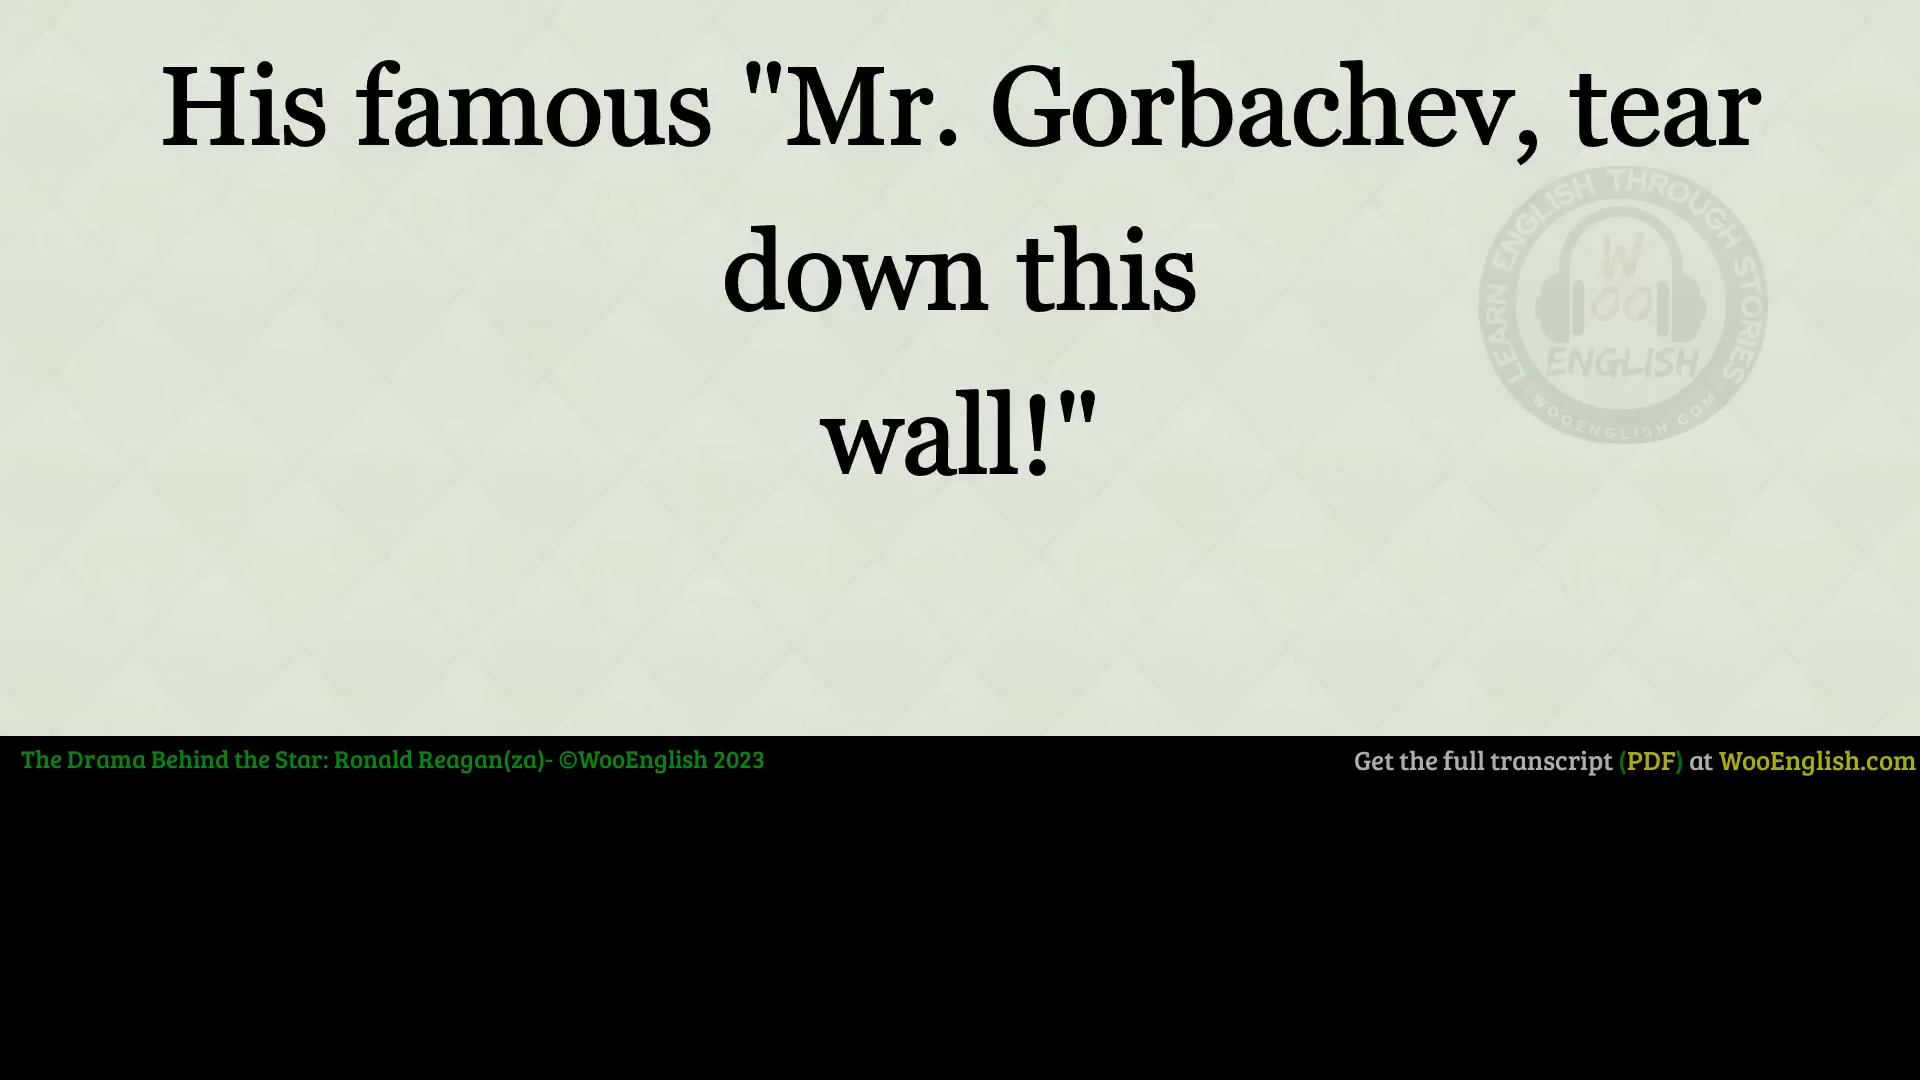 His famous "Mr. Gorbachev, tear
down this
wall!"
LEARN ENGLISH THROUGH STORIES
W
OO
ENGLISH
WOOENGLISH.COM
The Drama Behind the Star: Ronald Reagan(za)- ©WooEnglish 2023
Get the full transcript (PDF) at WooEnglish.com